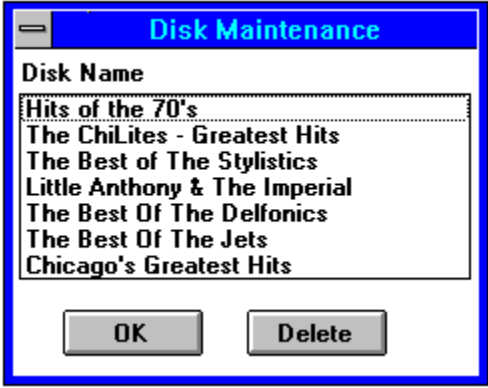 Disk Maintenance
Disk Name
Hits of the 70's
The ChiLites - Greatest Hits
The Best of The Stylistics
Little Anthony & The Imperial
The Best Of The Delfonics
The Best Of The Jets
Chicago's Greatest Hits
OK Delete